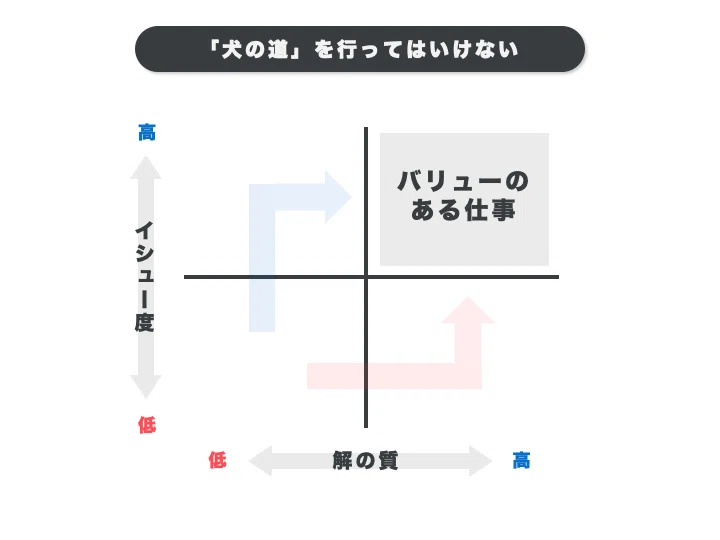 「犬の道」を行ってはいけない
高
バリューの
ある仕事
イシュー度
低
低
解の質
高